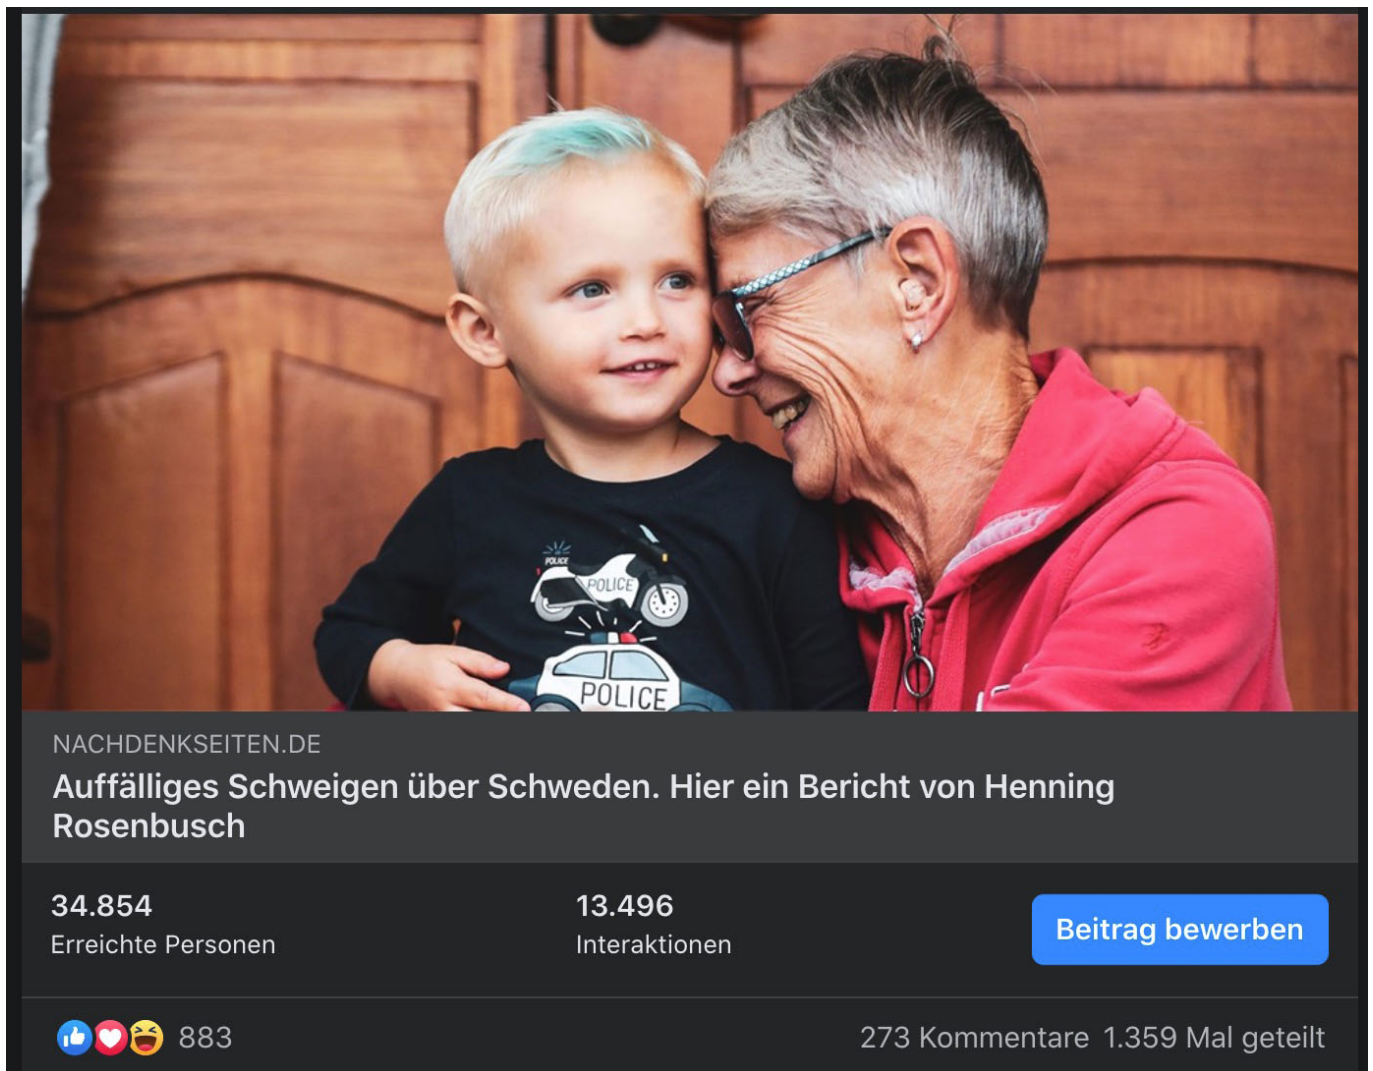 POLICE
POLICE
POLICE
NACHDENKSEITEN.DE
Auffälliges Schweigen über Schweden. Hier ein Bericht von Henning
Rosenbusch
34.854
Erreichte Personen
13.496
Interaktionen
Beitrag bewerben
883
273 Kommentare 1.359 Mal geteilt